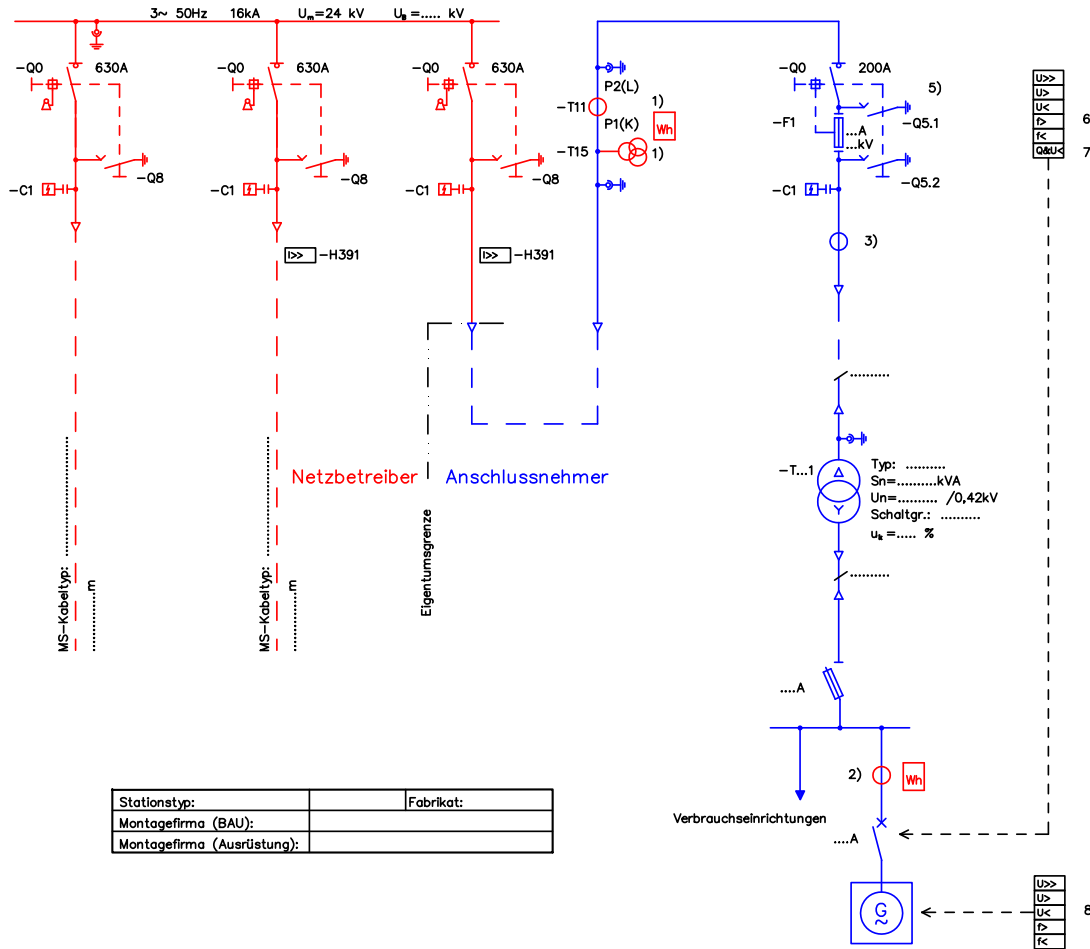 3~ 50Hz 16kA Um=24 kV UB=..... kV
-Q0 630A
-Q0 630A
-Q0 630A
-Q0 200A
5)
P2(L)
-T11
1)
P1(K)
Wh
-T15
1)
-F1
...A
...kV
-Q5.1
-Q5.2
-C1
-Q8
-C1
-Q8
-C1
-Q8
-C1
I>> -H391
I>> -H391
3)
U>>
U>
U<
f>
f<
Q&U<
6
7
..........
Netzbetreiber
Anschlussnehmer
Eigentumsgrenze
MS-Kabeltyp: ..........
.......... m
MS-Kabeltyp: ..........
.......... m
-T...1
Typ: ..........
Sn=..........kVA
Un=.......... /0,42kV
Schaltgr.: ..........
uk=..... %
..........
....A
2)
Wh
Verbrauchseinrichtungen
....A
G
~
U>>
U>
U<
f>
f<
8
Stationstyp: Fabrikat:
Montagefirma (BAU):
Montagefirma (Ausrüstung):